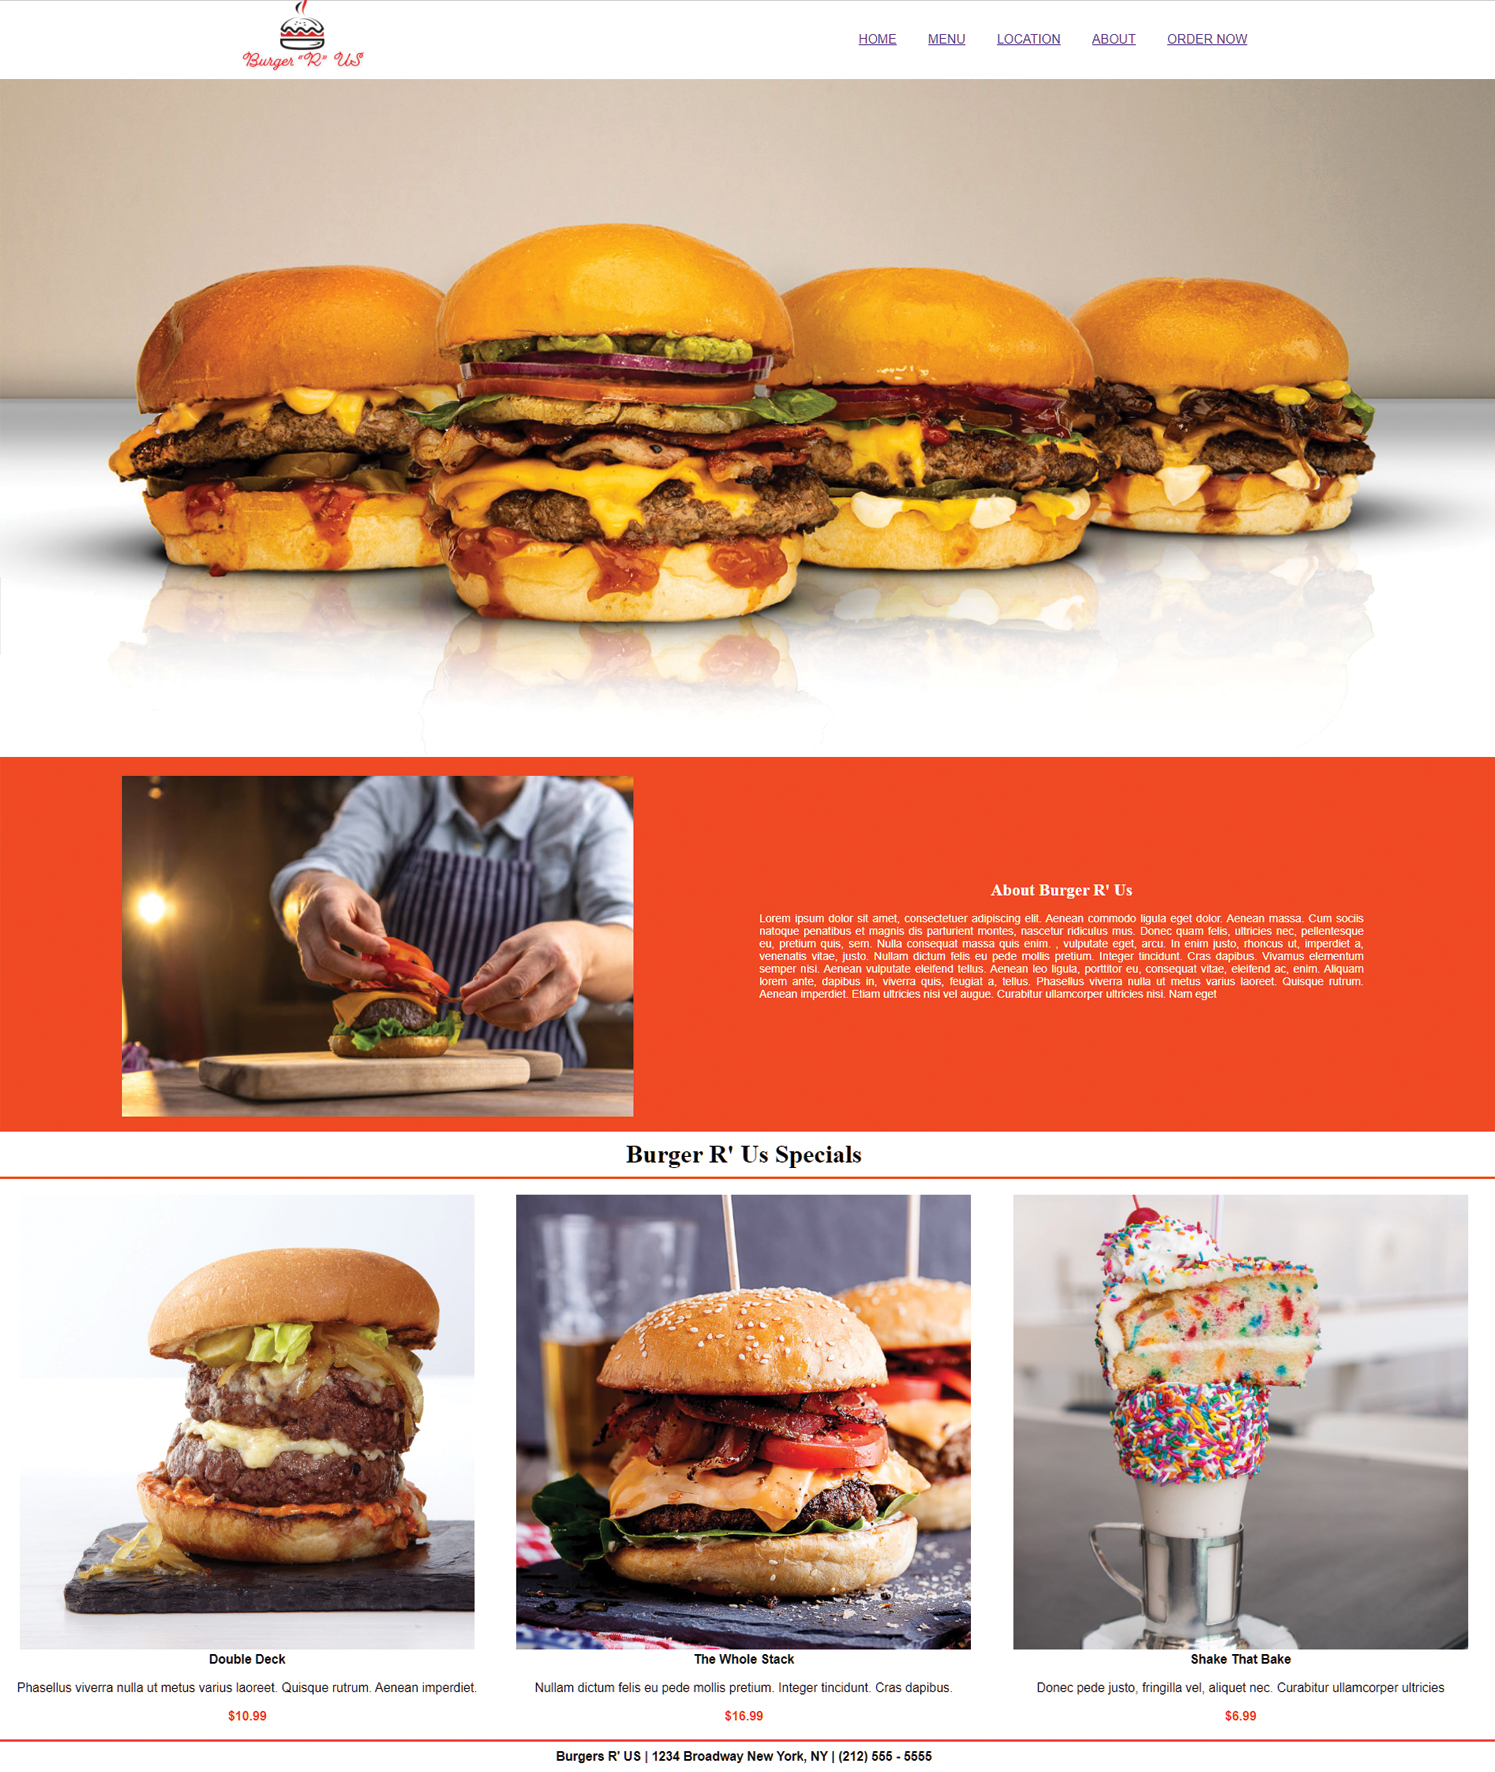 Burger "R" US
HOME MENU LOCATION ABOUT ORDER NOW
About Burger R' Us
Lorem ipsum dolor sit amet, consectetuer adipiscing elit. Aenean commodo ligula eget dolor. Aenean massa. Cum sociis
natoque penatibus et magnis dis parturient montes, nascetur ridiculus mus. Donec quam felis, ultricies nec, pellentesque
eu, pretium quis, sem. Nulla consequat massa quis enim. , vulputate eget, arcu. In enim justo, rhoncus ut, imperdiet a,
venenatis vitae, justo. Nullam dictum felis eu pede mollis pretium. Integer tincidunt. Cras dapibus. Vivamus elementum
semper nisi. Aenean vulputate eleifend tellus. Aenean leo ligula, porttitor eu, consequat vitae, eleifend ac, enim. Aliquam
lorem ante, dapibus in, viverra quis, feugiat a, tellus. Phasellus viverra nulla ut metus varius laoreet. Quisque rutrum.
Aenean imperdiet. Etiam ultricies nisi vel augue. Curabitur ullamcorper ultricies nisi. Nam eget
Burger R' Us Specials
Double Deck
Phasellus viverra nulla ut metus varius laoreet. Quisque rutrum. Aenean imperdiet.
$10.99
The Whole Stack
Nullam dictum felis eu pede mollis pretium. Integer tincidunt. Cras dapibus.
$16.99
Shake That Bake
Donec pede justo, fringilla vel, aliquet nec. Curabitur ullamcorper ultricies
$6.99
Burgers R' US | 1234 Broadway New York, NY | (212) 555 - 5555